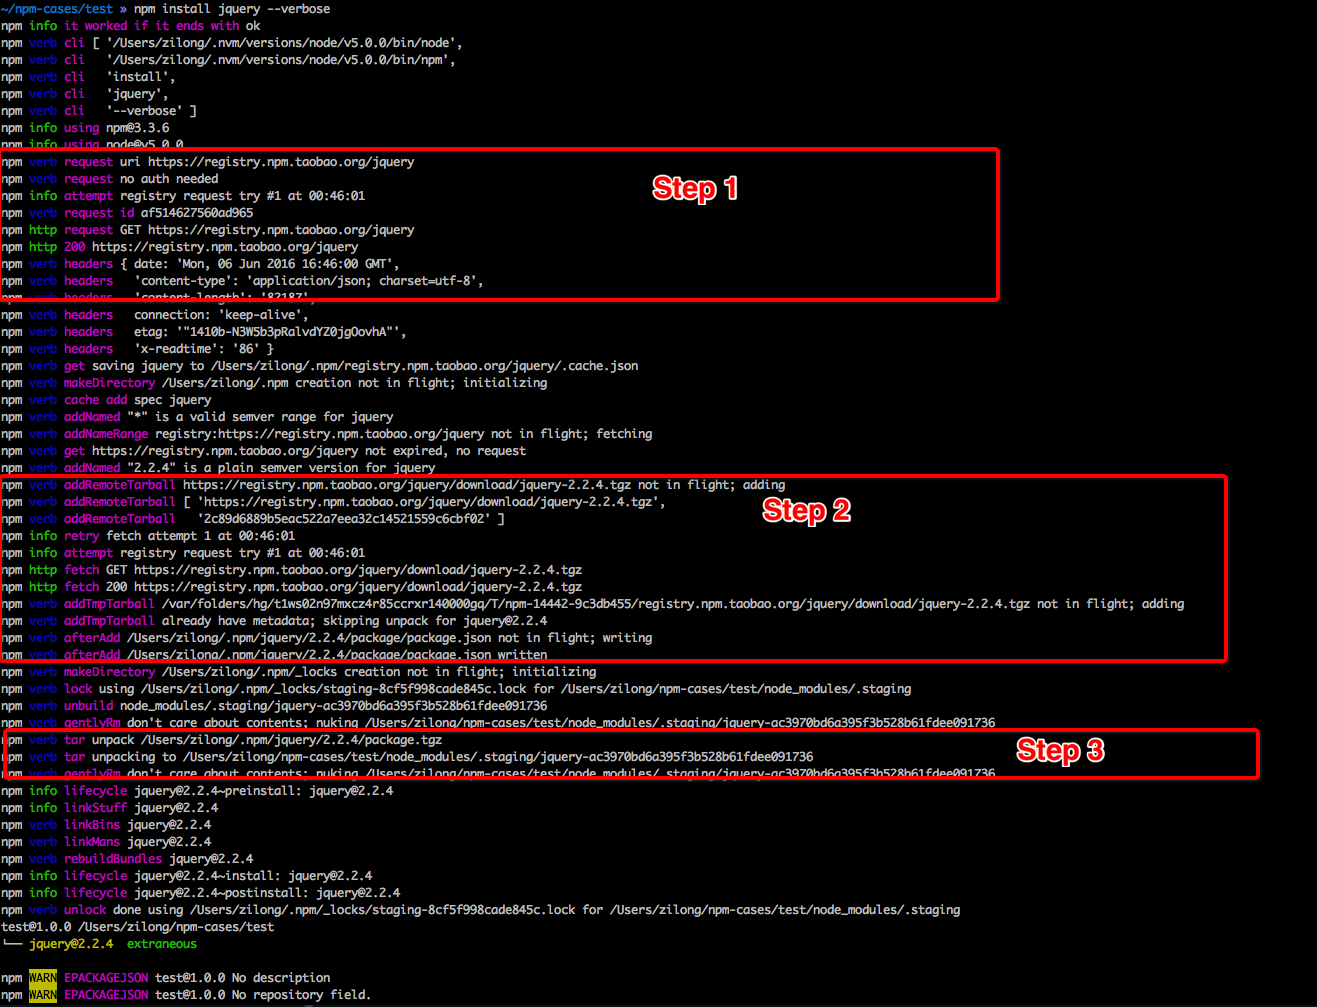 ~/npm-cases/test » npm install jquery --verbose
npm info it worked if it ends with ok
npm verb cli [ '/Users/zilong/.nvm/versions/node/v5.0.0/bin/node',
npm verb cli   '/Users/zilong/.nvm/versions/node/v5.0.0/bin/npm',
npm verb cli   'install',
npm verb cli   'jquery',
npm verb cli   '--verbose' ]
npm info using npm@3.3.6
npm info using node@v5.0.0
npm verb request uri https://registry.npm.taobao.org/jquery
npm verb request no auth needed
Step 1
npm info attempt registry request try #1 at 00:46:01
npm verb request id af514627560ad965
npm http request GET https://registry.npm.taobao.org/jquery
npm http 200 https://registry.npm.taobao.org/jquery
npm verb headers { date: 'Mon, 06 Jun 2016 16:46:00 GMT',
npm verb headers   'content-type': 'application/json; charset=utf-8',
npm verb headers   'content-length': '82187',
npm verb headers   connection: 'keep-alive',
npm verb headers   etag: '"1410b-N3W5b3pRalvdYZ0jgOovhA"',
npm verb headers   'x-readtime': '86' }
npm verb get saving jquery to /Users/zilong/.npm/registry.npm.taobao.org/jquery/.cache.json
npm verb makeDirectory /Users/zilong/.npm creation not in flight; initializing
npm verb cache add spec jquery
npm verb addNamed "*" is a valid semver range for jquery
npm verb addNameRange registry:https://registry.npm.taobao.org/jquery not in flight; fetching
npm verb get https://registry.npm.taobao.org/jquery not expired, no request
npm verb addNamed "2.2.4" is a plain semver version for jquery
npm verb addRemoteTarball https://registry.npm.taobao.org/jquery/download/jquery-2.2.4.tgz not in flight; adding
npm verb addRemoteTarball [ 'https://registry.npm.taobao.org/jquery/download/jquery-2.2.4.tgz',
Step 2
npm verb addRemoteTarball   '2c89d6889b5eac522a7eea32c14521559c6cbf02' ]
npm info retry fetch attempt 1 at 00:46:01
npm info attempt registry request try #1 at 00:46:01
npm http fetch GET https://registry.npm.taobao.org/jquery/download/jquery-2.2.4.tgz
npm http fetch 200 https://registry.npm.taobao.org/jquery/download/jquery-2.2.4.tgz
npm verb addTmpTarball /var/folders/hg/t1ws02n97mxcz4r85ccrxr140000gq/T/npm-14442-9c3db455/registry.npm.taobao.org/jquery/download/jquery-2.2.4.tgz not in flight; adding
npm verb addTmpTarball already have metadata; skipping unpack for jquery@2.2.4
npm verb afterAdd /Users/zilong/.npm/jquery/2.2.4/package/package.json not in flight; writing
npm verb afterAdd /Users/zilong/.npm/jquery/2.2.4/package/package.json written
npm verb makeDirectory /Users/zilong/.npm/_locks creation not in flight; initializing
npm verb lock using /Users/zilong/.npm/_locks/staging-8cf5f998cade845c.lock for /Users/zilong/npm-cases/test/node_modules/.staging
npm verb unbuild node_modules/.staging/jquery-ac3970bd6a395f3b528b61fdee091736
npm verb gentlyRm don't care about contents; nuking /Users/zilong/npm-cases/test/node_modules/.staging/jquery-ac3970bd6a395f3b528b61fdee091736
npm verb tar unpack /Users/zilong/.npm/jquery/2.2.4/package.tgz
Step 3
npm verb tar unpacking to /Users/zilong/npm-cases/test/node_modules/.staging/jquery-ac3970bd6a395f3b528b61fdee091736
npm verb gentlyRm don't care about contents; nuking /Users/zilong/npm-cases/test/node_modules/.staging/jquery-ac3970bd6a395f3b528b61fdee091736
npm info lifecycle jquery@2.2.4~preinstall: jquery@2.2.4
npm info linkStuff jquery@2.2.4
npm verb linkBins jquery@2.2.4
npm verb linkMans jquery@2.2.4
npm verb rebuildBundles jquery@2.2.4
npm info lifecycle jquery@2.2.4~install: jquery@2.2.4
npm info lifecycle jquery@2.2.4~postinstall: jquery@2.2.4
npm verb unlock done using /Users/zilong/.npm/_locks/staging-8cf5f998cade845c.lock for /Users/zilong/npm-cases/test/node_modules/.staging
test@1.0.0 /Users/zilong/npm-cases/test
└── jquery@2.2.4  extraneous
npm WARN EPACKAGEJSON test@1.0.0 No description
npm WARN EPACKAGEJSON test@1.0.0 No repository field.